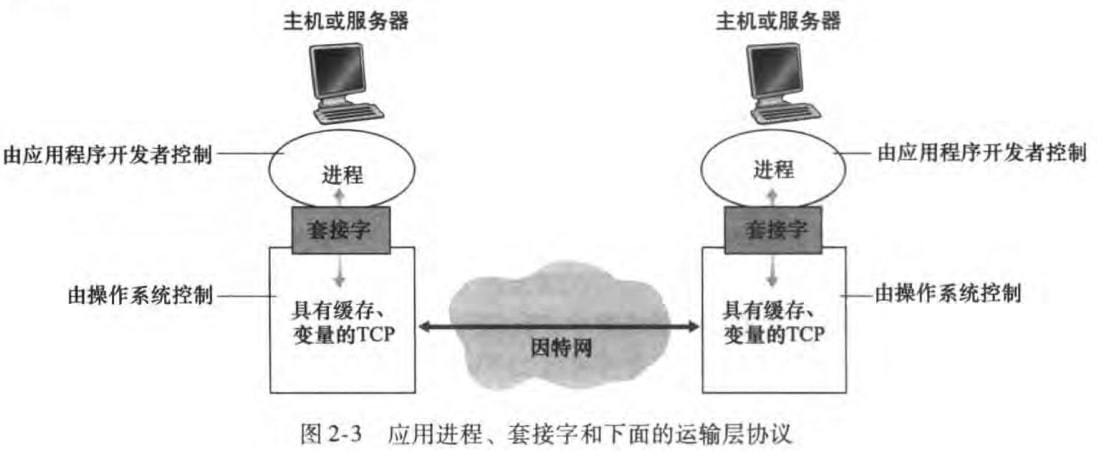 主机或服务器
主机或服务器
由应用程序开发者控制
进程
进程
由应用程序开发者控制
套接字
套接字
由操作系统控制
具有缓存、
变量的TCP
因特网
具有缓存、
变量的TCP
由操作系统控制
图 2-3 应用进程、套接字和下面的运输层协议